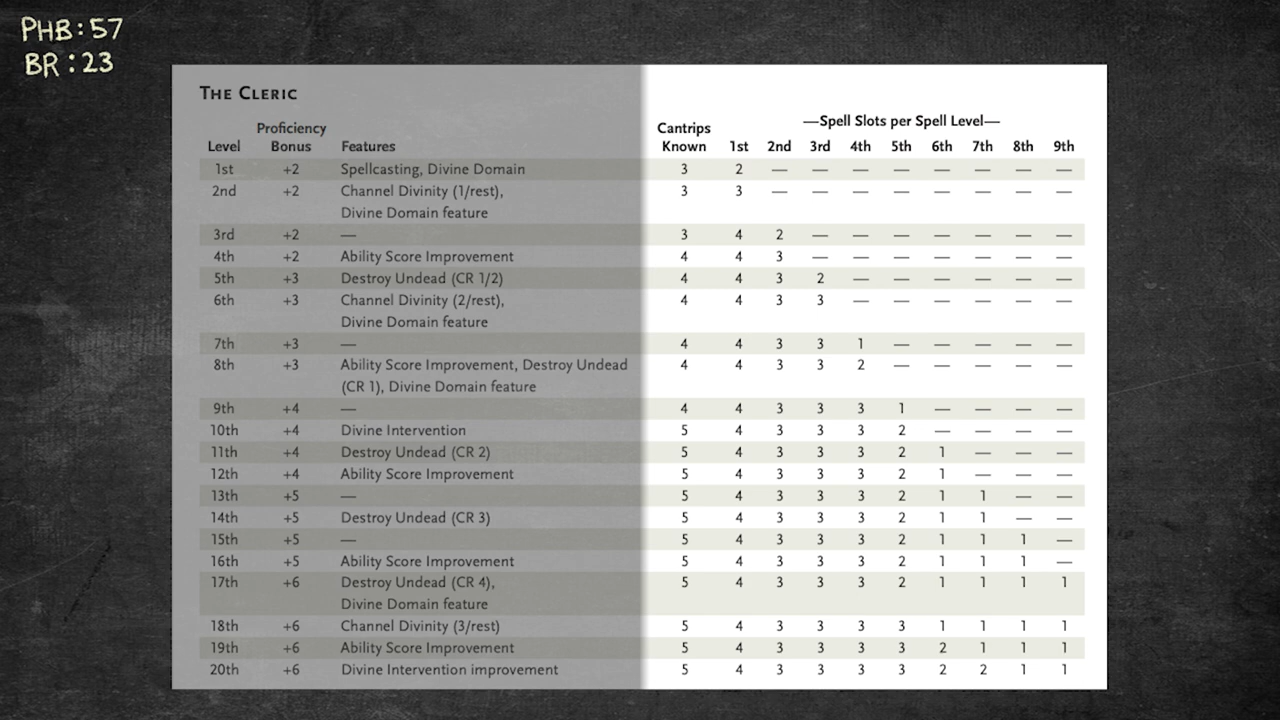 PHB:57
BR:23
THE CLERIC
—Spell Slots per Spell Level—
Proficiency Cantrips
Level Bonus Features Known 1st 2nd 3rd 4th 5th 6th 7th 8th 9th
1st +2 Spellcasting, Divine Domain 3 2 — — — — — — — —
2nd +2 Channel Divinity (1/rest), 3 3 — — — — — — — —
Divine Domain feature
3rd +2 — 3 4 2 — — — — — — —
4th +2 Ability Score Improvement 4 4 3 — — — — — — —
5th +3 Destroy Undead (CR 1/2) 4 4 3 2 — — — — — —
6th +3 Channel Divinity (2/rest), 4 4 3 3 — — — — — —
Divine Domain feature
7th +3 — 4 4 3 3 1 — — — — —
8th +3 Ability Score Improvement, Destroy Undead 4 4 3 3 2 — — — — —
(CR 1), Divine Domain feature
9th +4 — 4 4 3 3 3 1 — — — —
10th +4 Divine Intervention 5 4 3 3 3 2 — — — —
11th +4 Destroy Undead (CR 2) 5 4 3 3 3 2 1 — — —
12th +4 Ability Score Improvement 5 4 3 3 3 2 1 — — —
13th +5 — 5 4 3 3 3 2 1 1 — —
14th +5 Destroy Undead (CR 3) 5 4 3 3 3 2 1 1 — —
15th +5 — 5 4 3 3 3 2 1 1 1 —
16th +5 Ability Score Improvement 5 4 3 3 3 2 1 1 1 —
17th +6 Destroy Undead (CR 4), 5 4 3 3 3 2 1 1 1 1
Divine Domain feature
18th +6 Channel Divinity (3/rest) 5 4 3 3 3 3 1 1 1 1
19th +6 Ability Score Improvement 5 4 3 3 3 3 2 1 1 1
20th +6 Divine Intervention improvement 5 4 3 3 3 3 2 2 1 1